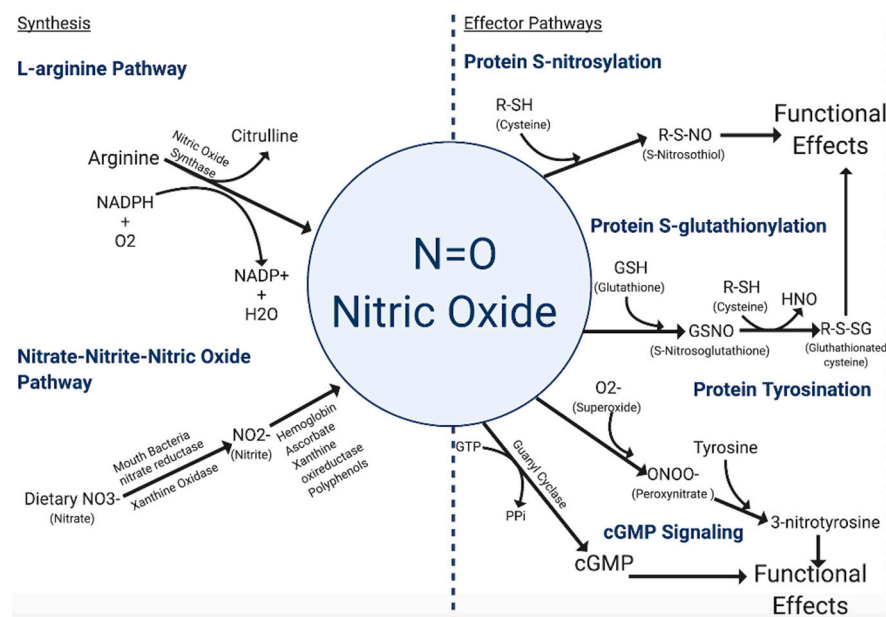 Synthesis
L-arginine Pathway
Arginine
Nitric Oxide
Synthase
Citrulline
NADPH
+
O2
NADP+
+
H2O
Nitrate-Nitrite-Nitric Oxide
Pathway
Dietary NO3-
(Nitrate)
Mouth Bacteria
nitrate reductase
Xanthine Oxidase
NO2-
(Nitrite)
Hemoglobin
Ascorbate
Xanthine
oxireductase
Polyphenols
N=O
Nitric Oxide
Effector Pathways
Protein S-nitrosylation
R-SH
(Cysteine)
R-S-NO
(S-Nitrosothiol)
Functional
Effects
Protein S-glutathionylation
GSH
(Glutathione)
GSNO
(S-Nitrosoglutathione)
R-SH
(Cysteine)
HNO
R-S-SG
(Gluthathionated
cysteine)
Protein Tyrosination
O2-
(Superoxide)
ONOO-
(Peroxynitrate )
Tyrosine
3-nitrotyrosine
cGMP Signaling
GTP
Guanyl Cyclase
PPi
cGMP
Functional
Effects